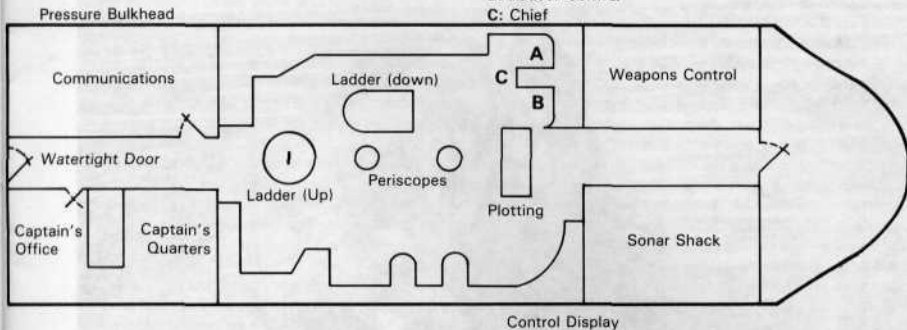 C: Chief
Pressure Bulkhead
A
Communications
Ladder (down)
C
Weapons Control
B
Watertight Door
I
Periscopes
Ladder (Up)
Plotting
Captain's
Office
Captain's
Quarters
Sonar Shack
Control Display